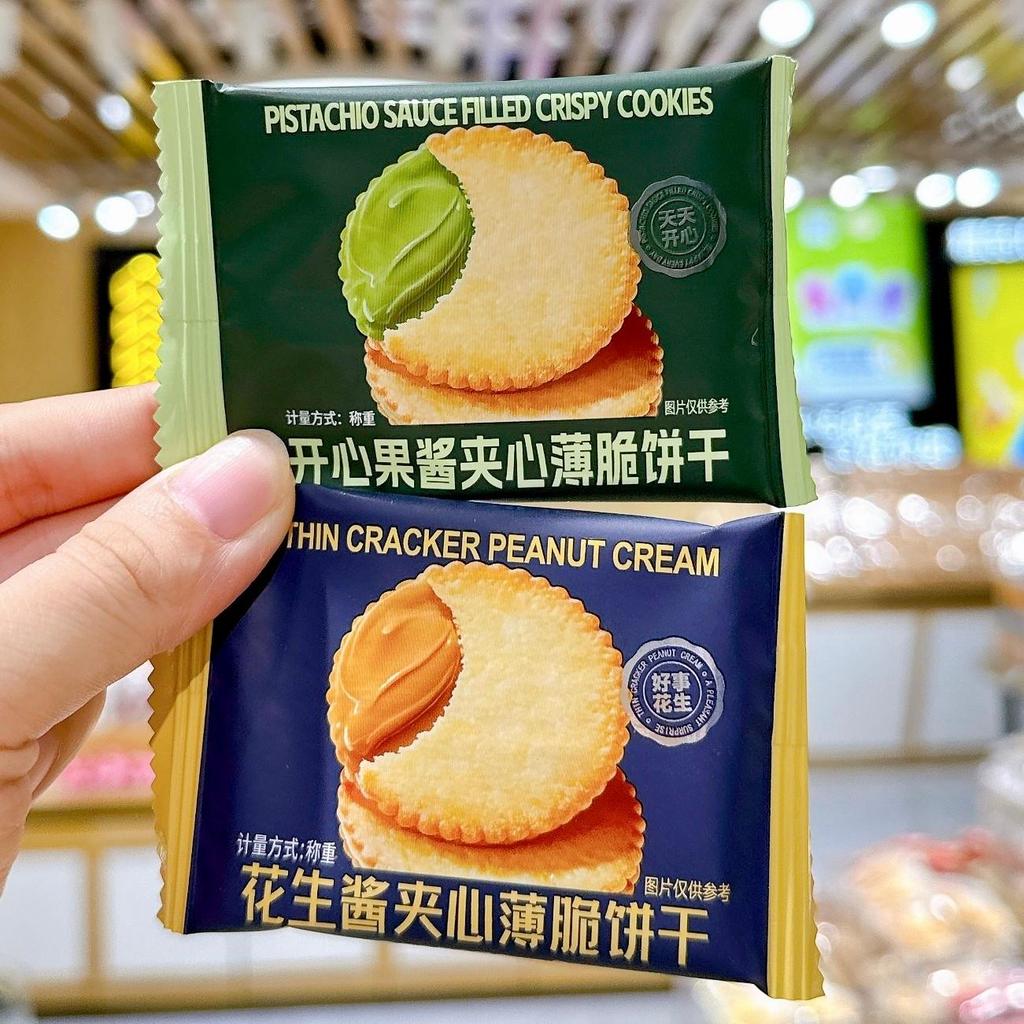 PISTACHIO SAUCE FILLED CRISPY COOKIES
天天
开心
计量方式：称重
图片仅供参考
开心果酱夹心薄脆饼干
THIN CRACKER PEANUT CREAM
THIN CRACKER PEANUT CREAM
A PLEASANT SURPRISE
好事
花生
计量方式:称重
图片仅供参考
花生酱夹心薄脆饼干